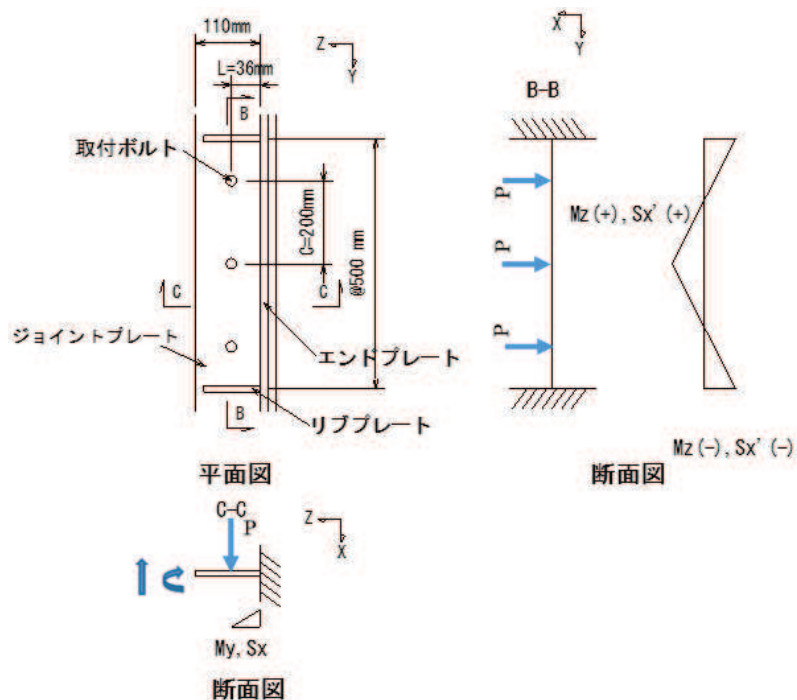 110mm
L=36mm
Z
Y
B
取付ボルト
C=200mm
@500 mm
C
C
ジョイントプレート
エンドプレート
B
リブプレート
平面図
X
Y
B-B
P
P
P
Mz(+), Sx'(+)
Mz(-), Sx'(-)
断面図
C-C
P
Z
X
My, Sx
断面図